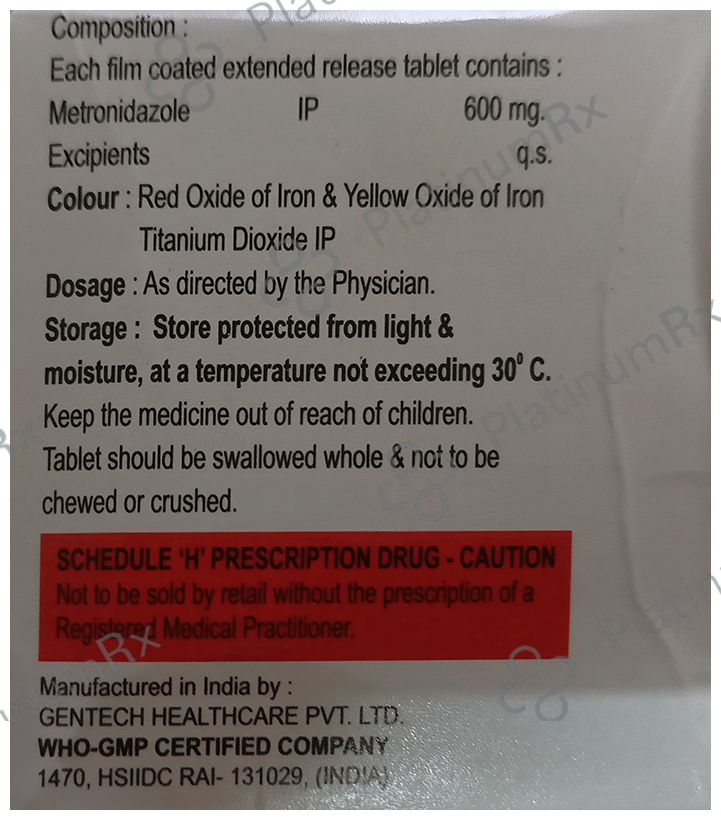 Composition :
Each film coated extended release tablet contains :
Metronidazole IP 600 mg.
Excipients q.s.
Colour : Red Oxide of Iron & Yellow Oxide of Iron
Titanium Dioxide IP
Dosage : As directed by the Physician.
Storage : Store protected from light &
moisture, at a temperature not exceeding 30⁰ C.
Keep the medicine out of reach of children.
Tablet should be swallowed whole & not to be
chewed or crushed.
SCHEDULE 'H' PRESCRIPTION DRUG - CAUTION
Not to be sold by retail without the prescription of a
Registered Medical Practitioner.
Manufactured in India by :
GENTECH HEALTHCARE PVT. LTD.
WHO-GMP CERTIFIED COMPANY
1470, HSIIDC RAI- 131029, (INDIA)
PlatinumRx
PlatinumRx